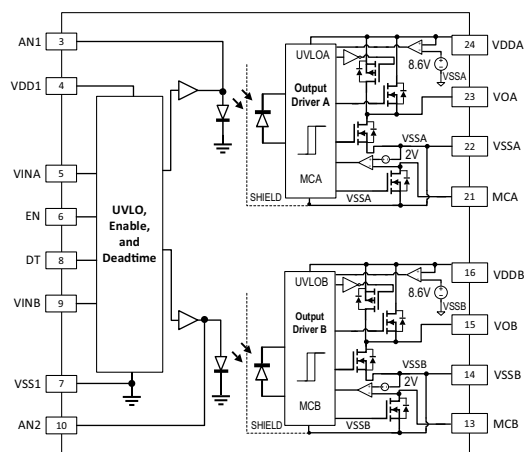 AN1
3
VDD1
4
VINA
5
EN
6
DT
8
VINB
9
VSS1
7
AN2
10
UVLO,
Enable,
and
Deadtime
UVLOA
Output
Driver A
MCA
SHIELD
8.6V
VSSA
VSSA
2V
VSSA
24
VDDA
23
VOA
22
VSSA
21
MCA
UVLOB
Output
Driver B
MCB
SHIELD
8.6V
VSSB
VSSB
2V
VSSB
16
VDDB
15
VOB
14
VSSB
13
MCB